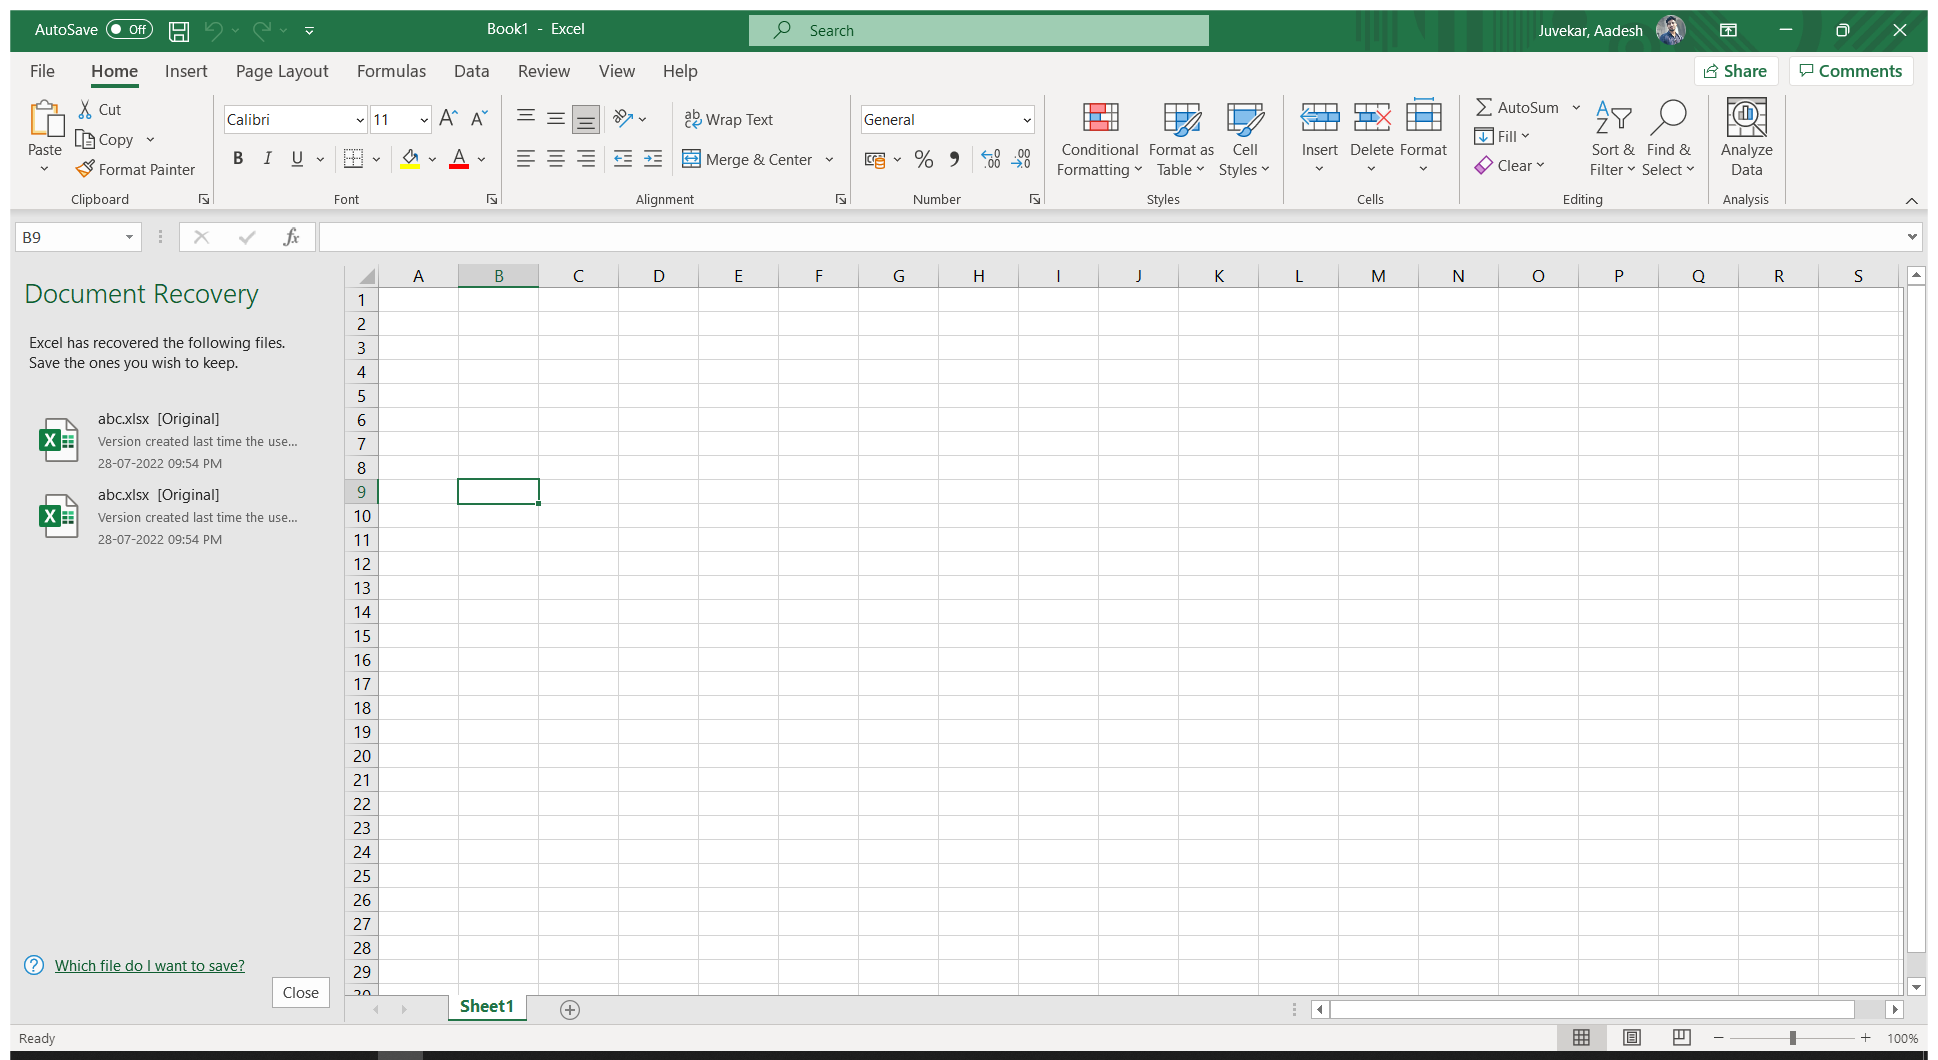 AutoSave Off
Book1 - Excel
Search
Juvekar, Aadesh
File Home Insert Page Layout Formulas Data Review View Help
Share Comments
Paste
Cut
Copy
Format Painter
Clipboard
Calibri 11
B I U
Font
Wrap Text
Merge & Center
Alignment
General
%
Number
Conditional Formatting
Format as Table
Cell Styles
Styles
Insert Delete Format
Cells
AutoSum
Fill
Clear
Sort & Filter
Find & Select
Editing
Analyze Data
Analysis
B9
fx
Document Recovery
Excel has recovered the following files.
Save the ones you wish to keep.
abc.xlsx [Original]
Version created last time the use...
28-07-2022 09:54 PM
abc.xlsx [Original]
Version created last time the use...
28-07-2022 09:54 PM
Which file do I want to save?
Close
A B C D E F G H I J K L M N O P Q R S
1
2
3
4
5
6
7
8
9
10
11
12
13
14
15
16
17
18
19
20
21
22
23
24
25
26
27
28
29
30
Sheet1
Ready
100%